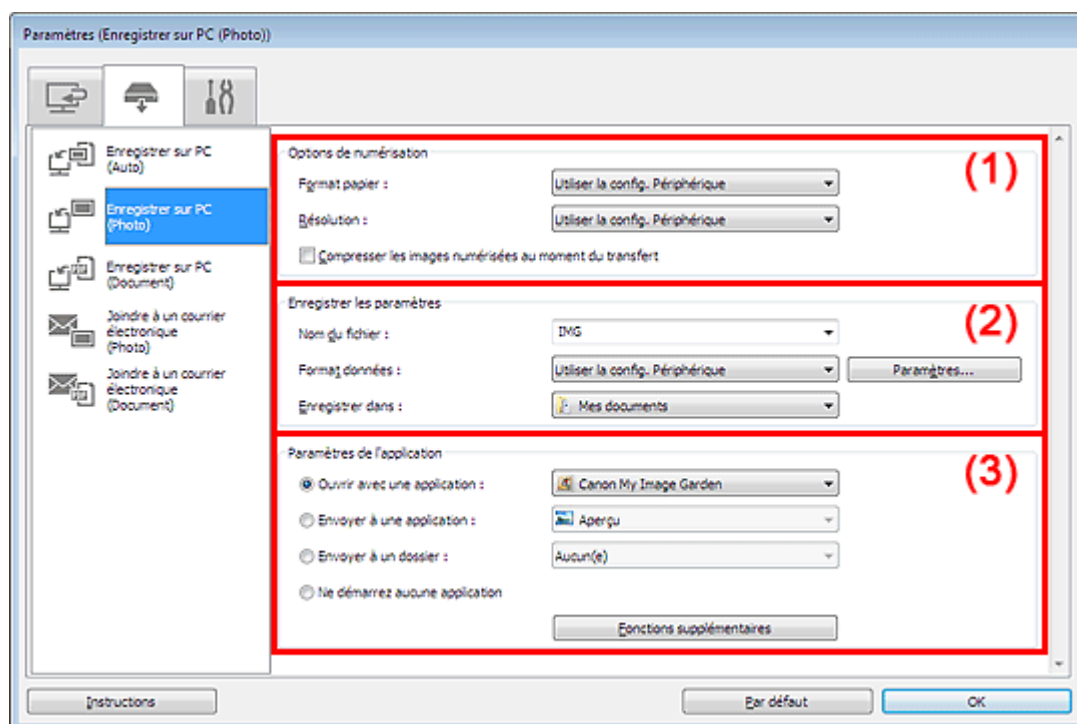 Paramètres (Enregistrer sur PC (Photo))
Enregistrer sur PC
(Auto)
Enregistrer sur PC
(Photo)
Enregistrer sur PC
(Document)
Joindre à un courrier
électronique
(Photo)
Joindre à un courrier
électronique
(Document)
Options de numérisation
(1)
Format papier : Utiliser la config. Périphérique
Résolution : Utiliser la config. Périphérique
Compresser les images numérisées au moment du transfert
Enregistrer les paramètres
(2)
Nom du fichier : IMG
Format données : Utiliser la config. Périphérique Paramètres...
Enregistrer dans : Mes documents
Paramètres de l'application
(3)
Ouvrir avec une application : Canon My Image Garden
Envoyer à une application : Aperçu
Envoyer à un dossier : Aucun(e)
Ne démarrez aucune application
Fonctions supplémentaires
Instructions Par défaut OK